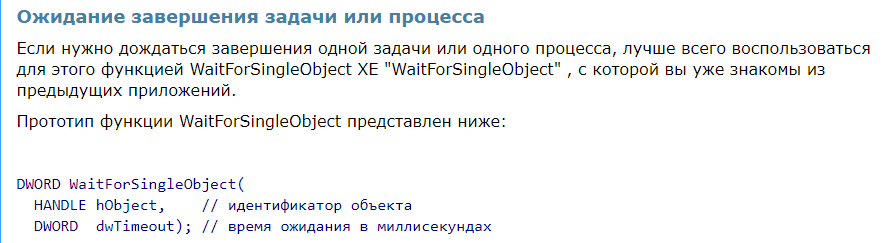 Ожидание завершения задачи или процесса
Если нужно дождаться завершения одной задачи или одного процесса, лучше всего воспользоваться
для этого функцией WaitForSingleObject XE "WaitForSingleObject" , с которой вы уже знакомы из
предыдущих приложений.
Прототип функции WaitForSingleObject представлен ниже:
DWORD WaitForSingleObject(
  HANDLE hObject,    // идентификатор объекта
  DWORD  dwTimeout); // время ожидания в миллисекундах